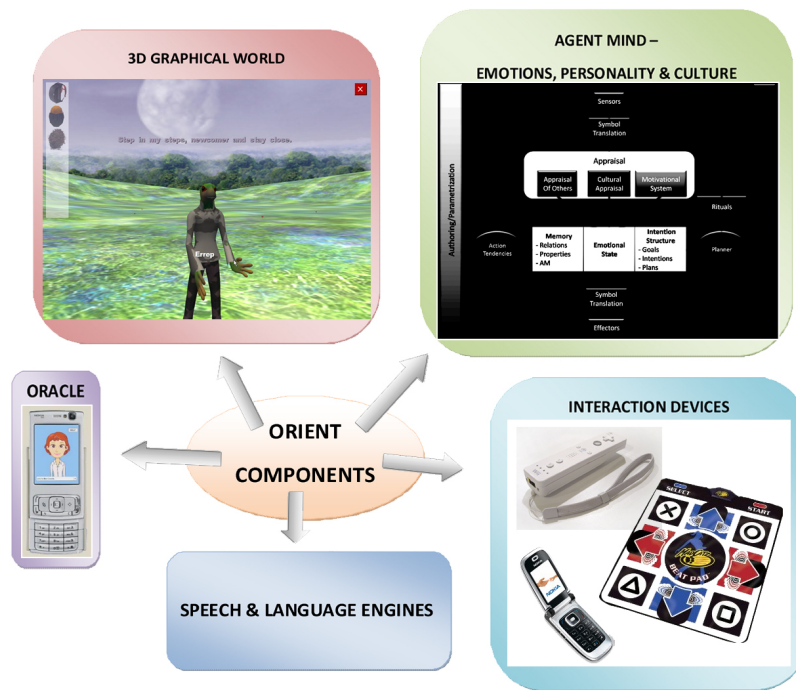 3D GRAPHICAL WORLD
Step in my steps, newcomer and stay close.
Errep
AGENT MIND –
EMOTIONS, PERSONALITY & CULTURE
Authoring/Parametrization
Sensors
Symbol
Translation
Appraisal
Appraisal
Of Others
Cultural
Appraisal
Motivational
System
Rituals
Action
Tendencies
Memory
- Relations
- Properties
- AM
Emotional
State
Intention
Structure
- Goals
- Intentions
- Plans
Planner
Symbol
Translation
Effectors
ORACLE
ORIENT
COMPONENTS
SPEECH & LANGUAGE ENGINES
INTERACTION DEVICES
SELECT
START
BEAT PAD
NOKIA